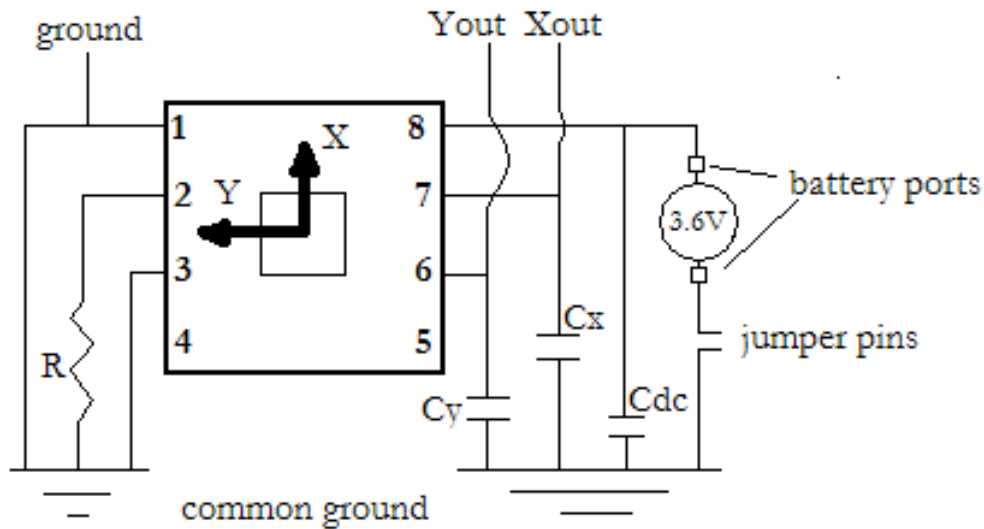 ground
Yout Xout
1
8
X
2
Y
7
battery ports
3.6V
3
6
4
5
Cx
jumper pins
R
Cy
Cdc
common ground